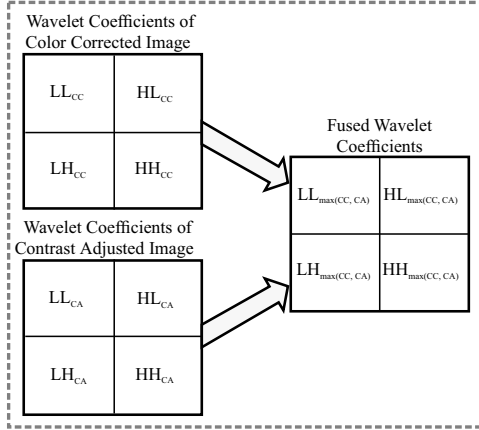 Wavelet Coefficients of
Color Corrected Image
LL_CC HL_CC
LH_CC HH_CC
Wavelet Coefficients of
Contrast Adjusted Image
LL_CA HL_CA
LH_CA HH_CA
Fused Wavelet
Coefficients
LL_max(CC, CA) HL_max(CC, CA)
LH_max(CC, CA) HH_max(CC, CA)